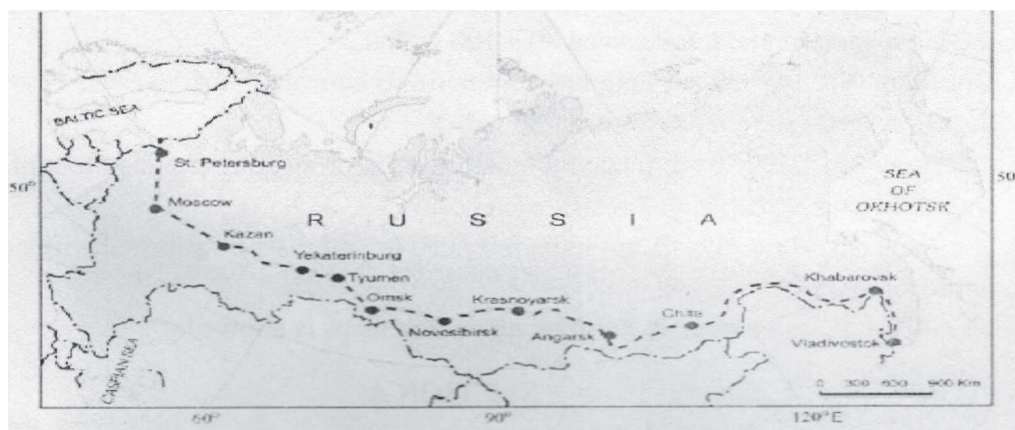 BALTIC SEA
St. Petersburg
50°
50
SEA
OF
OKHOTSK
Moscow
R U S S I A
Kazan
Yekaterinburg
Tyumen
Khabarovsk
Omsk
Krasnoyarsk
Novosibirsk
Chita
Angarsk
Vladivostok
CASPIAN SEA
0 300 600 900 Km
60°
90°
120°E